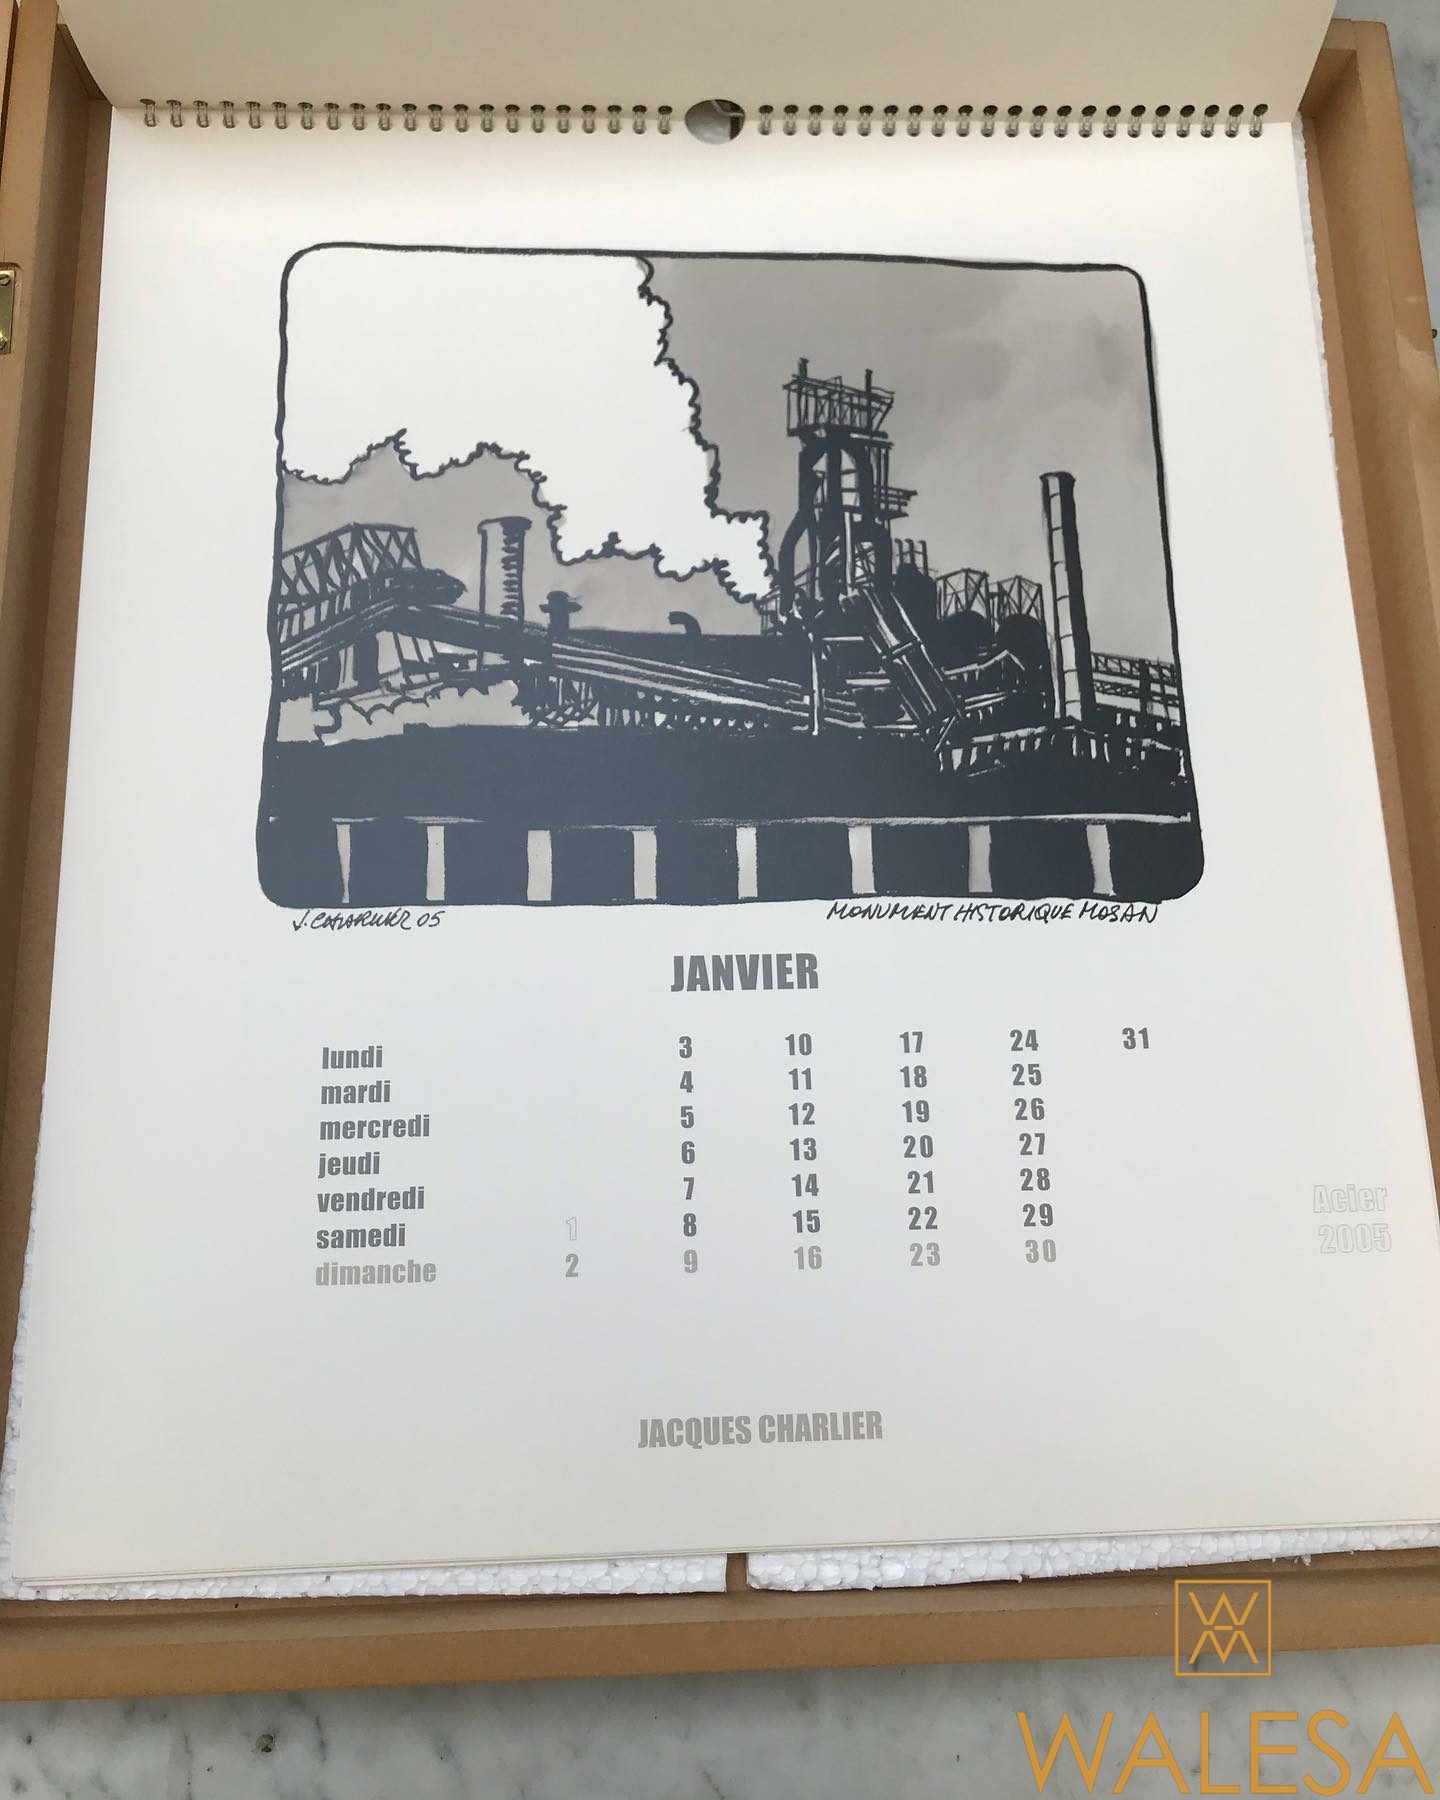 J. CHARLIER 05
MONUMENT HISTORIQUE MOSAN
JANVIER
lundi 3 10 17 24 31
mardi 4 11 18 25
mercredi 5 12 19 26
jeudi 6 13 20 27
vendredi 7 14 21 28
samedi 1 8 15 22 29
dimanche 2 9 16 23 30
Acier
2005
JACQUES CHARLIER
WM
WALESA